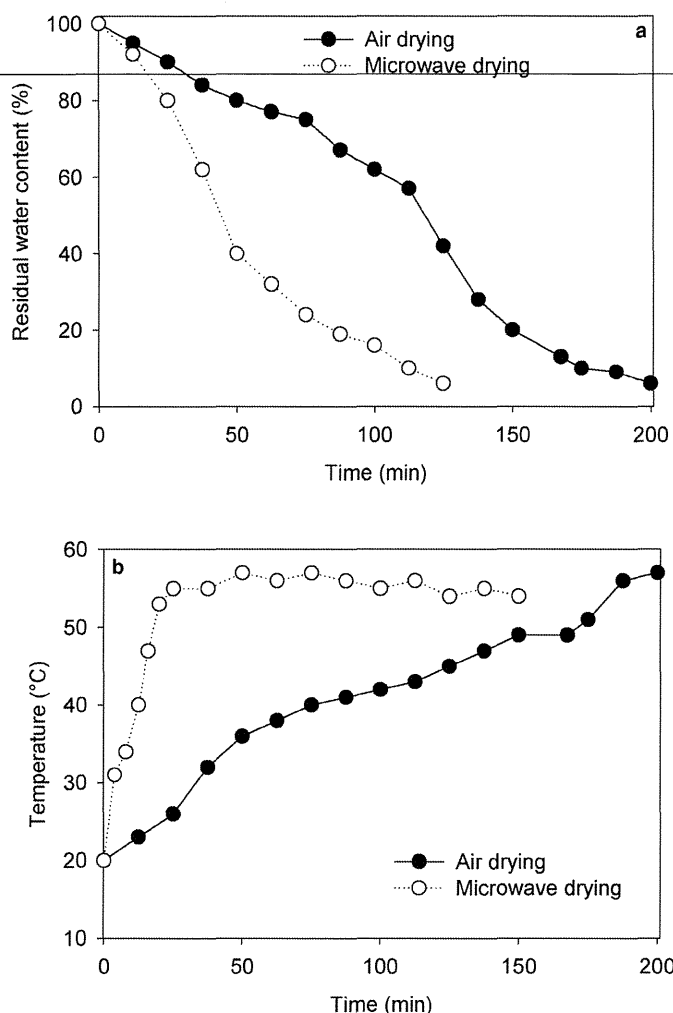 100
80
60
40
20
0
Residual water content (%)
a
Air drying
Microwave drying
0 50 100 150 200
Time (min)
60
50
40
30
20
10
Temperature (°C)
b
Air drying
Microwave drying
0 50 100 150 200
Time (min)